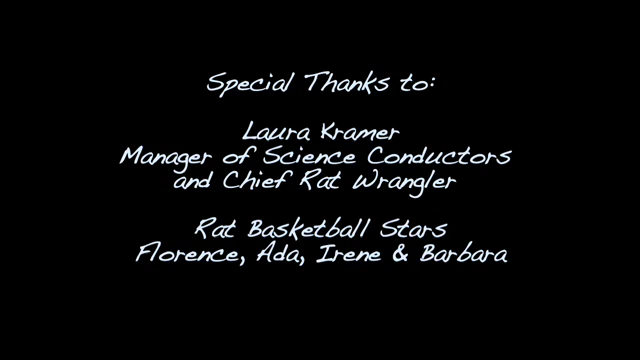 Special Thanks to:
Laura Kramer
Manager of Science Conductors
and Chief Rat Wrangler
Rat Basketball Stars
Florence, Ada, Irene & Barbara